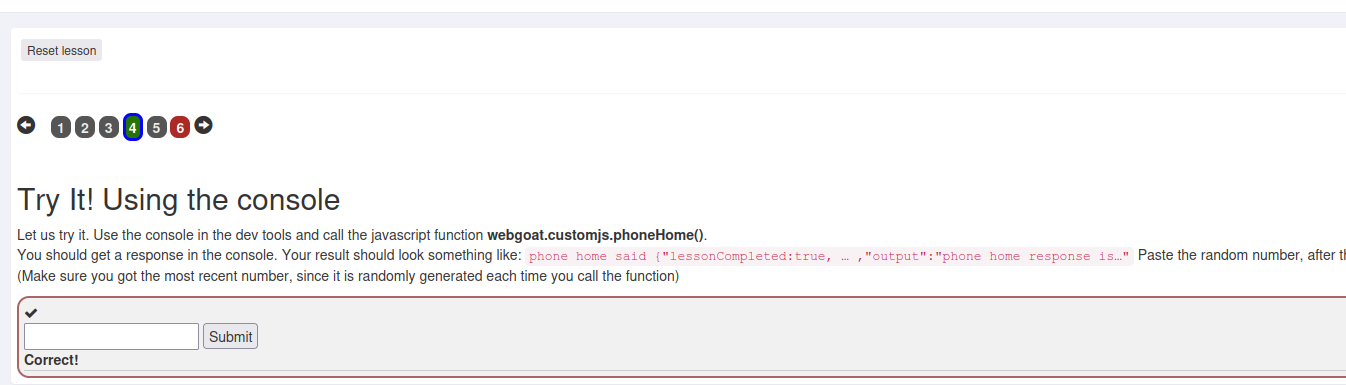 Reset lesson
1 2 3 4 5 6
Try It! Using the console
Let us try it. Use the console in the dev tools and call the javascript function webgoat.customjs.phoneHome().
You should get a response in the console. Your result should look something like: phone home said {"lessonCompleted:true, … ,"output":"phone home response is…" Paste the random number, after
(Make sure you got the most recent number, since it is randomly generated each time you call the function)
Submit
Correct!